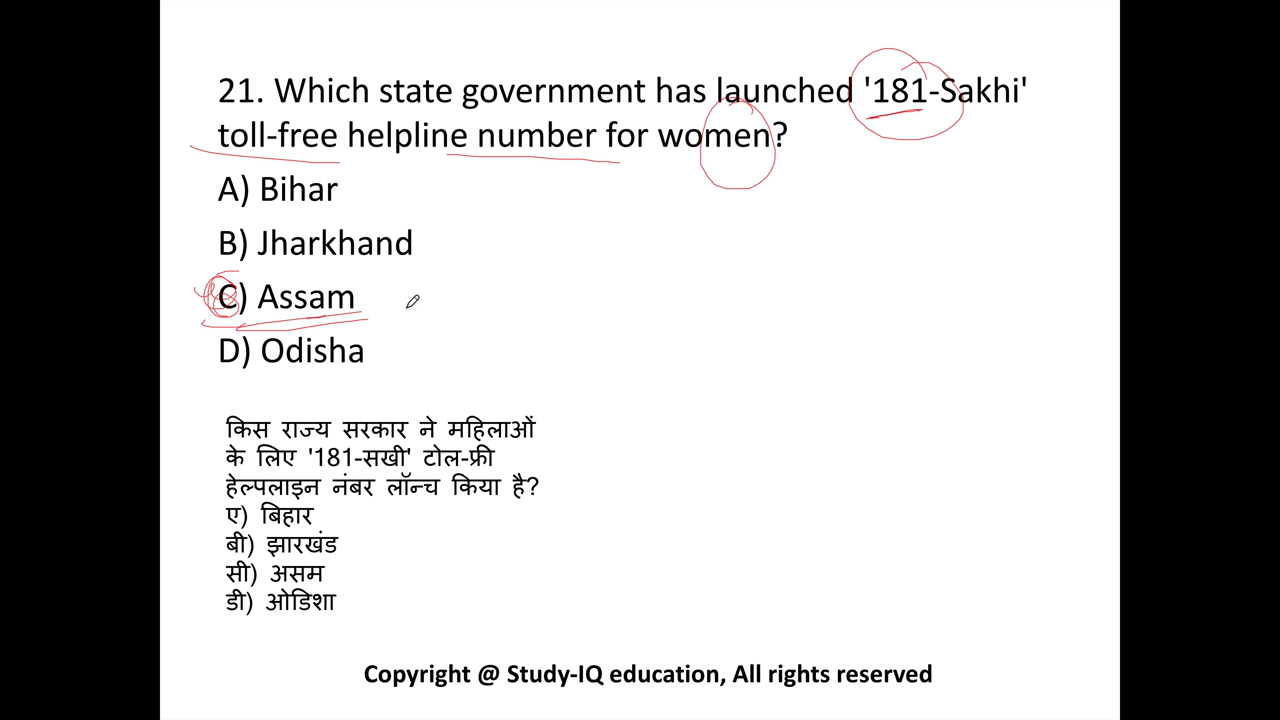 21. Which state government has launched '181-Sakhi'
toll-free helpline number for women?
A) Bihar
B) Jharkhand
C) Assam
D) Odisha
किस राज्य सरकार ने महिलाओं
के लिए '181-सखी' टोल-फ्री
हेल्पलाइन नंबर लॉन्च किया है?
ए) बिहार
बी) झारखंड
सी) असम
डी) ओडिशा
Copyright @ Study-IQ education, All rights reserved